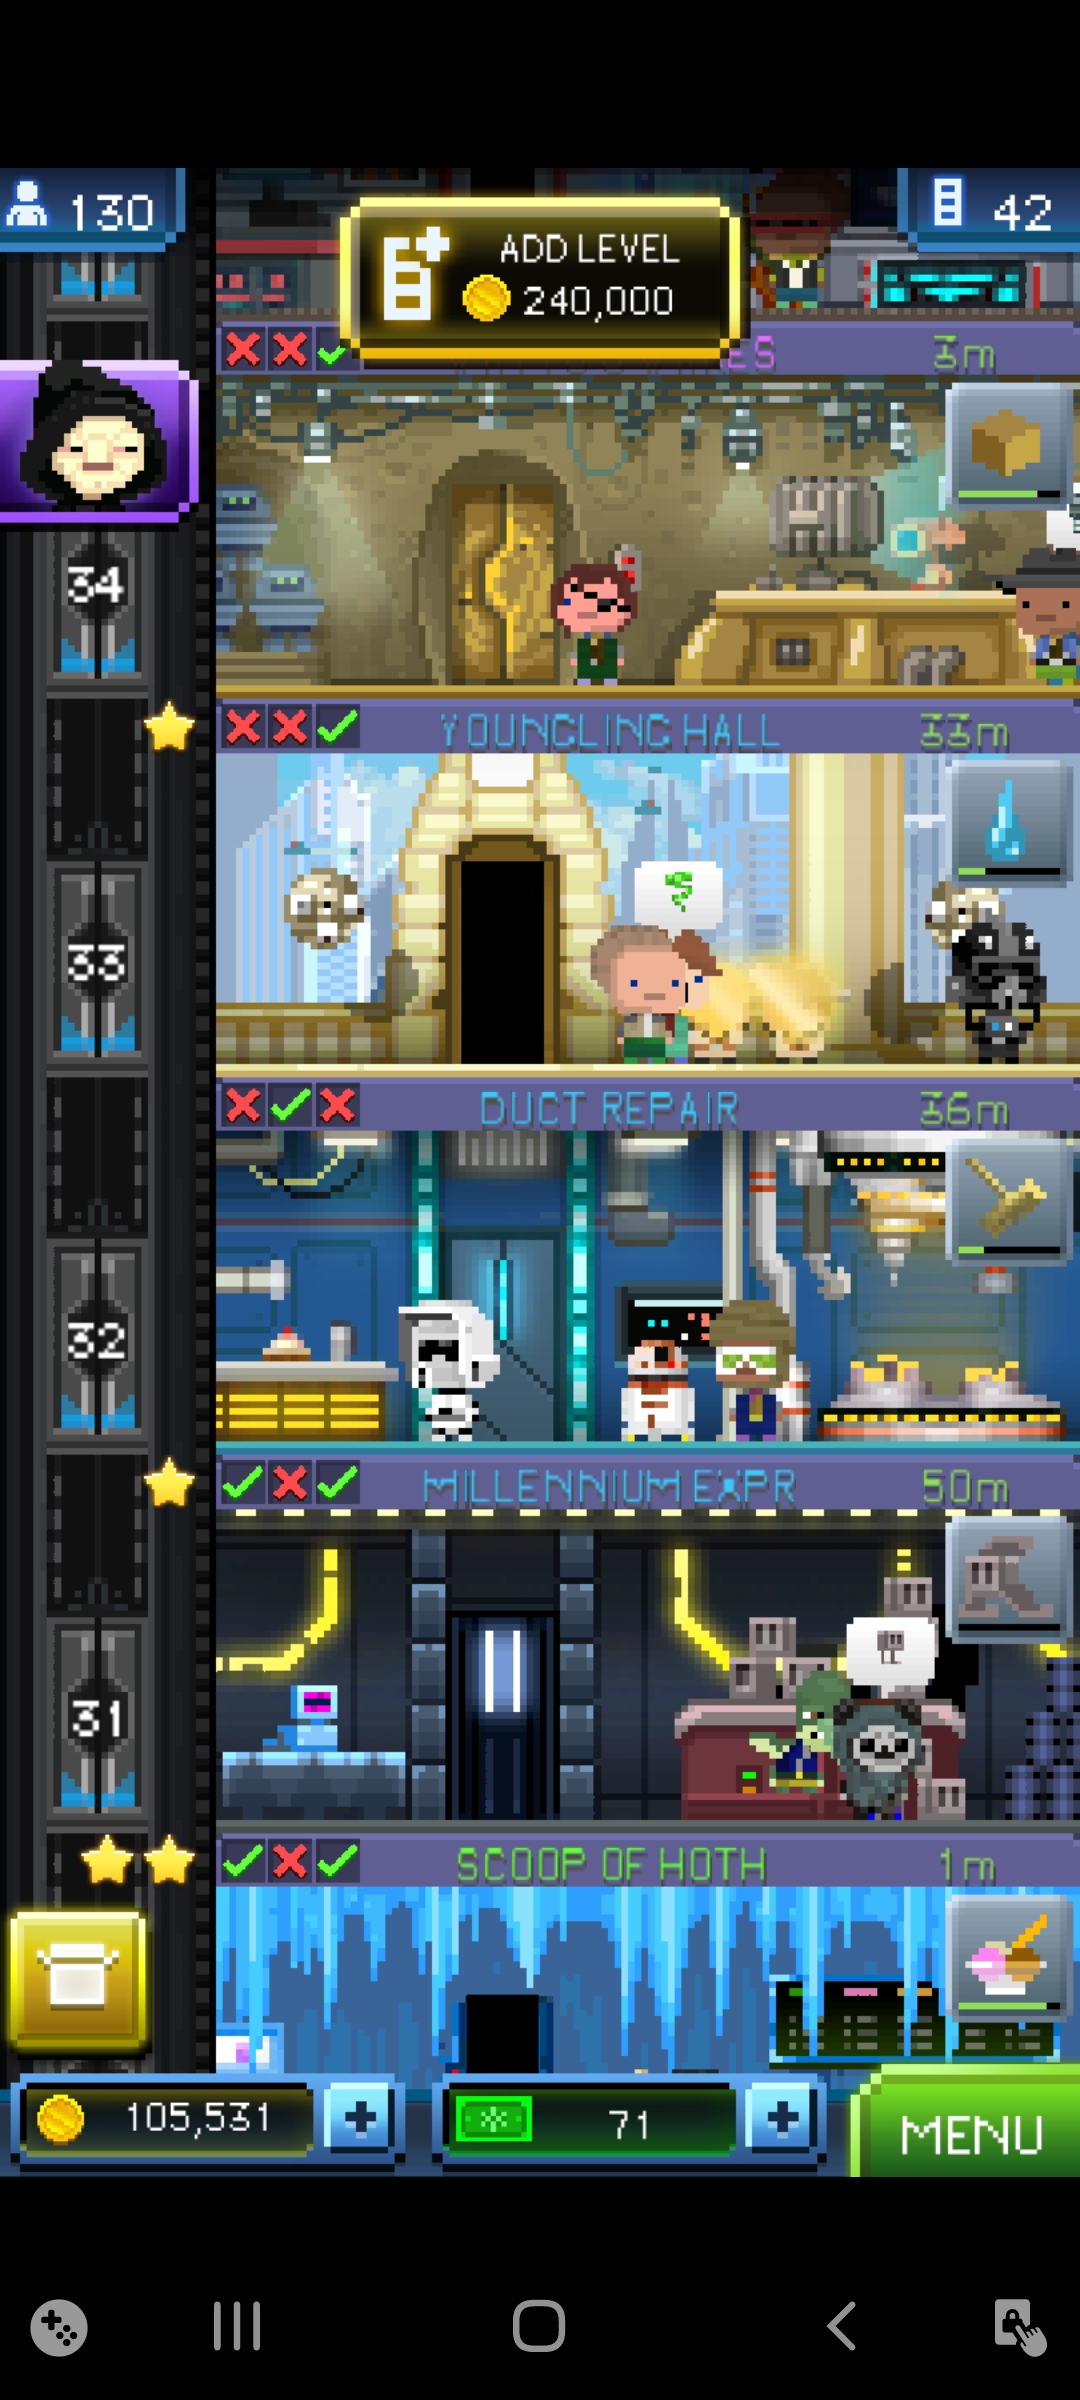 130
ADD LEVEL
240,000
42
3m
34
YOUNGLING HALL
33m
33
DUCT REPAIR
36m
32
MILLENNIUM EXPR
50m
31
SCOOP OF HOTH
1m
105,531
71
MENU